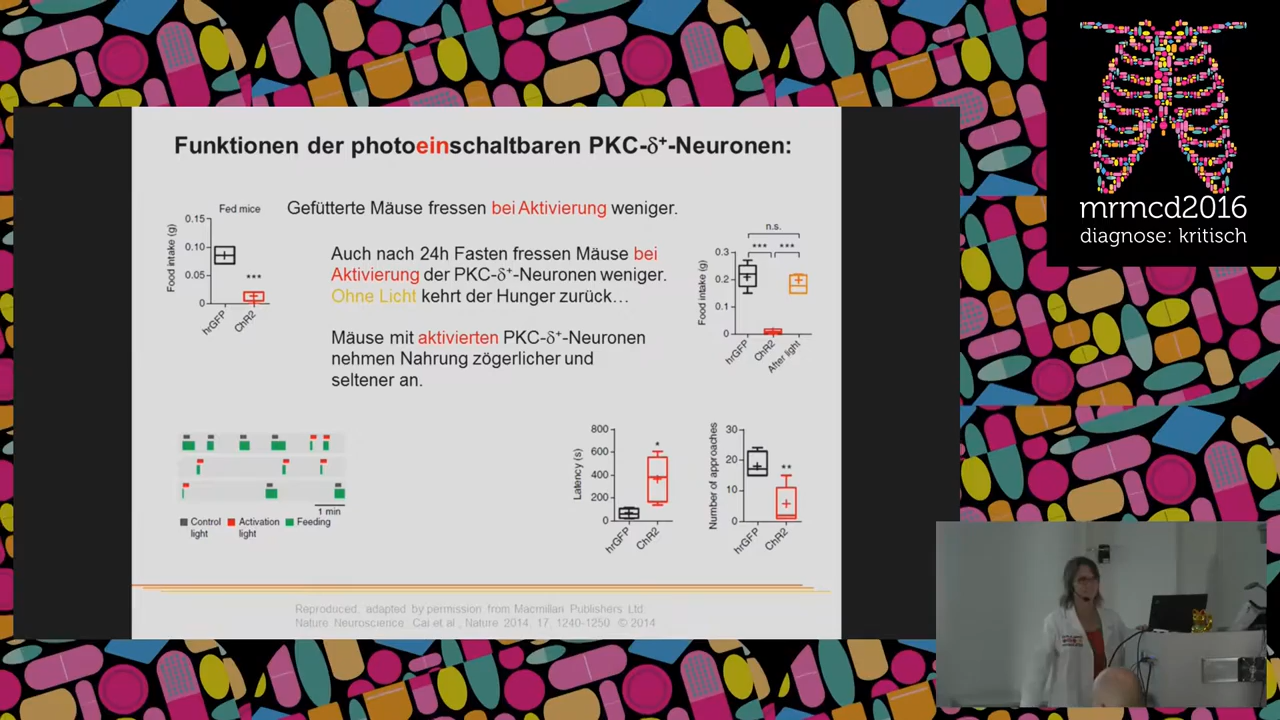 Funktionen der photoeinschaltbaren PKC-δ⁺-Neuronen:
Fed mice
Food intake (g)
0.15
0.10
0.05
0
***
hrGFP
ChR2
Gefütterte Mäuse fressen bei Aktivierung weniger.
Auch nach 24h Fasten fressen Mäuse bei
Aktivierung der PKC-δ⁺-Neuronen weniger.
Ohne Licht kehrt der Hunger zurück…
Mäuse mit aktivierten PKC-δ⁺-Neuronen
nehmen Nahrung zögerlicher und
seltener an.
n.s.
*** ***
Food intake (g)
0.3
0.2
0.1
0
hrGFP
ChR2
After light
1 min
Control light
Activation light
Feeding
Latency (s)
800
600
400
200
0
*
hrGFP
ChR2
Number of approaches
30
20
10
0
**
hrGFP
ChR2
Reproduced, adapted by permission from Macmillan Publishers Ltd
Nature Neuroscience, Cai et al., Nature 2014 17, 1240-1250 © 2014
mrmcd2016
diagnose: kritisch